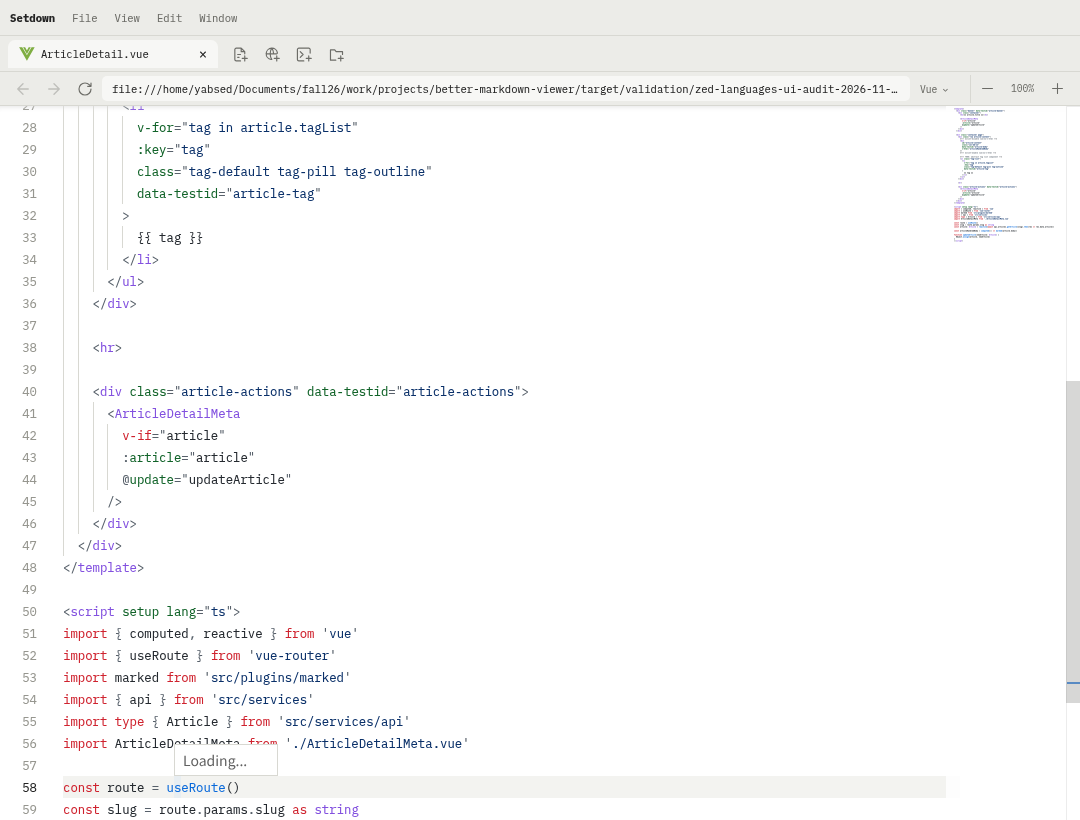 Setdown File View Edit Window
ArticleDetail.vue
file:///home/yabsed/Documents/fall26/work/projects/better-markdown-viewer/target/validation/zed-languages-ui-audit-2026-11-… Vue 100%
27 <li
28 v-for="tag in article.tagList"
29 :key="tag"
30 class="tag-default tag-pill tag-outline"
31 data-testid="article-tag"
32 >
33 {{ tag }}
34 </li>
35 </ul>
36 </div>
37
38 <hr>
39
40 <div class="article-actions" data-testid="article-actions">
41 <ArticleDetailMeta
42 v-if="article"
43 :article="article"
44 @update="updateArticle"
45 />
46 </div>
47 </div>
48 </template>
49
50 <script setup lang="ts">
51 import { computed, reactive } from 'vue'
52 import { useRoute } from 'vue-router'
53 import marked from 'src/plugins/marked'
54 import { api } from 'src/services'
55 import type { Article } from 'src/services/api'
56 import ArticleDetailMeta from './ArticleDetailMeta.vue'
Loading...
57
58 const route = useRoute()
59 const slug = route.params.slug as string